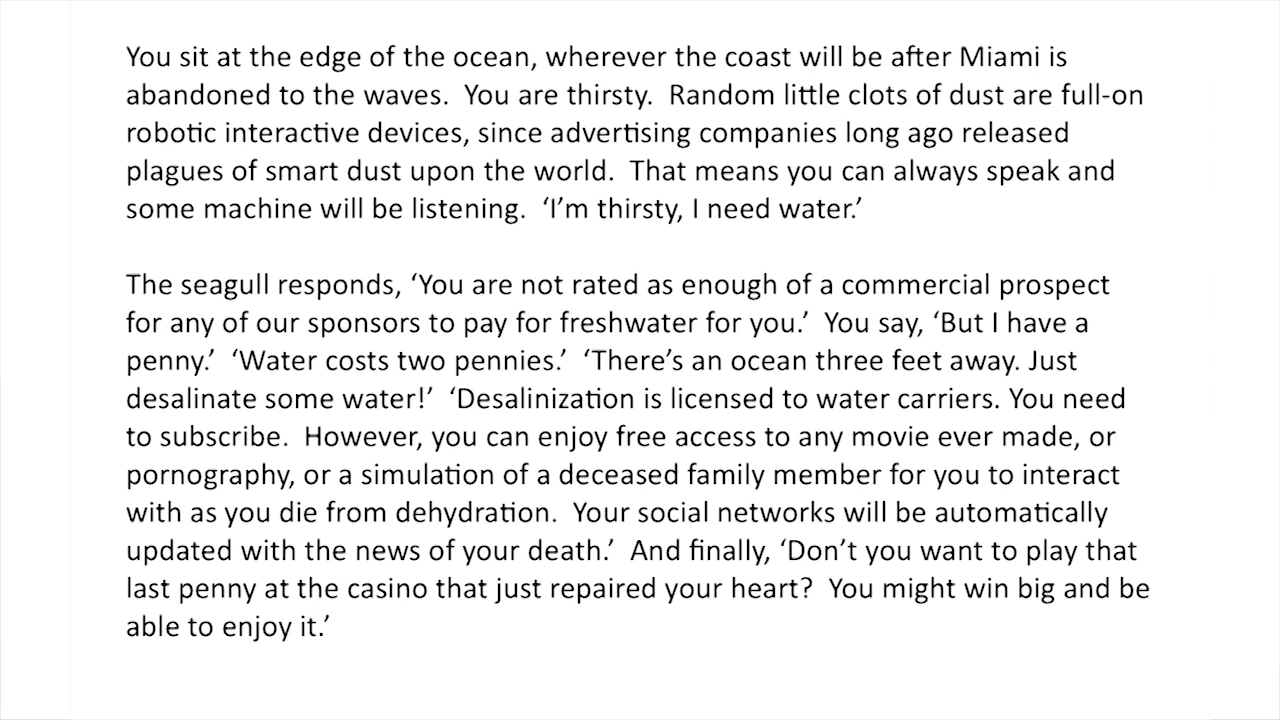 You sit at the edge of the ocean, wherever the coast will be after Miami is
abandoned to the waves.  You are thirsty.  Random little clots of dust are full-on
robotic interactive devices, since advertising companies long ago released
plagues of smart dust upon the world.  That means you can always speak and
some machine will be listening.  ‘I’m thirsty, I need water.’
The seagull responds, ‘You are not rated as enough of a commercial prospect
for any of our sponsors to pay for freshwater for you.’  You say, ‘But I have a
penny.’  ‘Water costs two pennies.’  ‘There’s an ocean three feet away. Just
desalinate some water!’  ‘Desalinization is licensed to water carriers. You need
to subscribe.  However, you can enjoy free access to any movie ever made, or
pornography, or a simulation of a deceased family member for you to interact
with as you die from dehydration.  Your social networks will be automatically
updated with the news of your death.’  And finally, ‘Don’t you want to play that
last penny at the casino that just repaired your heart?  You might win big and be
able to enjoy it.’